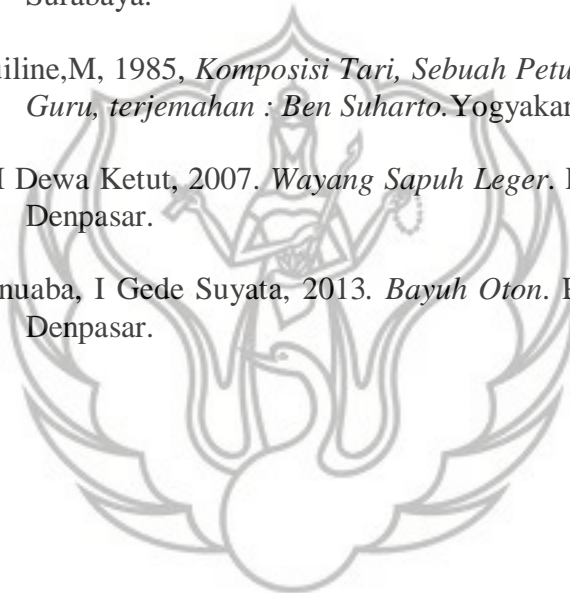 Surabaya.
iline,M, 1985, Komposisi Tari, Sebuah Petu
Guru, terjemahan : Ben Suharto.Yogyakar
I Dewa Ketut, 2007. Wayang Sapuh Leger.
Denpasar.
nuaba, I Gede Suyata, 2013. Bayuh Oton.
Denpasar.